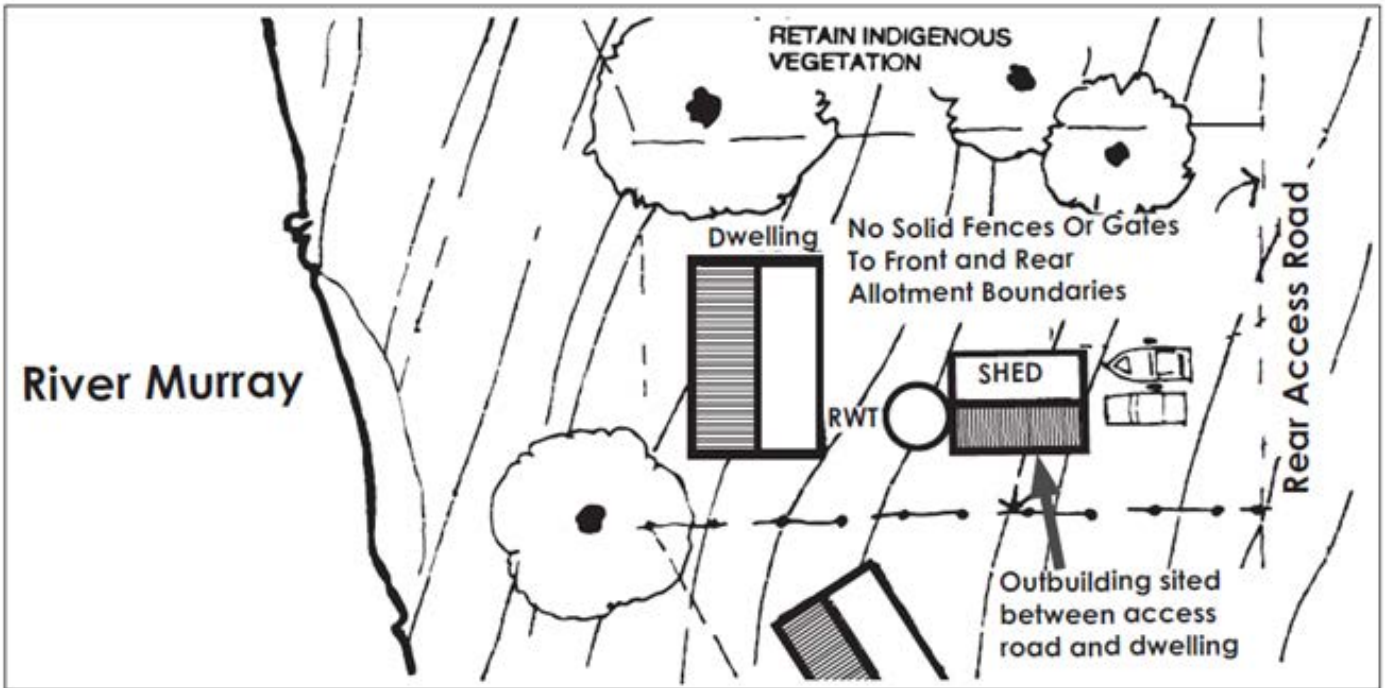 RETAIN INDIGENOUS
VEGETATION
Dwelling
No Solid Fences Or Gates
To Front and Rear
Allotment Boundaries
River Murray
RWT
SHED
Rear Access Road
Outbuilding sited
between access
road and dwelling